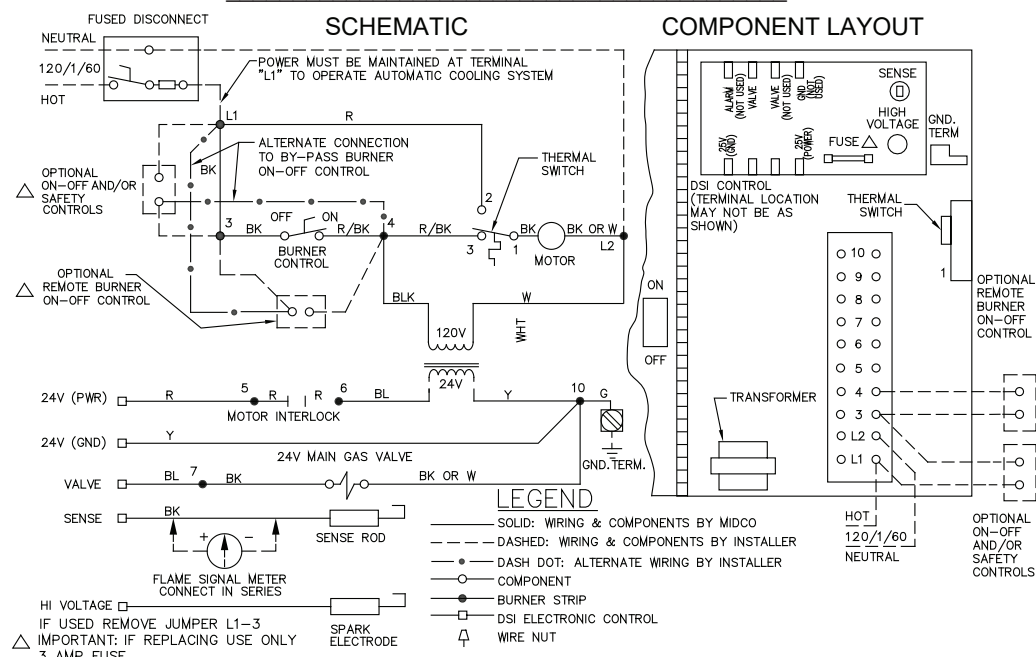 SCHEMATIC
COMPONENT LAYOUT
FUSED DISCONNECT
NEUTRAL
120/1/60
HOT
POWER MUST BE MAINTAINED AT TERMINAL
"L1" TO OPERATE AUTOMATIC COOLING SYSTEM
L1
R
ALTERNATE CONNECTION
TO BY-PASS BURNER
ON-OFF CONTROL
BK
OPTIONAL
ON-OFF AND/OR
SAFETY
CONTROLS
THERMAL
SWITCH
2
3
BK
OFF
ON
R/BK
4
R/BK
3
1
BK
BK OR W
L2
BURNER
CONTROL
MOTOR
OPTIONAL
REMOTE BURNER
ON-OFF CONTROL
BLK
W
WHT
120V
24V
24V (PWR)
R
5
R
R
6
BL
Y
10
G
MOTOR INTERLOCK
24V (GND)
Y
GND.TERM.
24V MAIN GAS VALVE
VALVE
BL
7
BK
BK OR W
SENSE
BK
SENSE ROD
+
-
FLAME SIGNAL METER
CONNECT IN SERIES
HI VOLTAGE
SPARK
ELECTRODE
IF USED REMOVE JUMPER L1-3
IMPORTANT: IF REPLACING USE ONLY
3 AMP FUSE
LEGEND
SOLID: WIRING & COMPONENTS BY MIDCO
DASHED: WIRING & COMPONENTS BY INSTALLER
DASH DOT: ALTERNATE WIRING BY INSTALLER
COMPONENT
BURNER STRIP
DSI ELECTRONIC CONTROL
WIRE NUT
ALARM
(NOT USED)
VALVE
VALVE
(NOT USED)
GND
(NOT
USED)
SENSE
HIGH
VOLTAGE
GND.
TERM
25V
(GND)
25V
(POWER)
FUSE
DSI CONTROL
(TERMINAL LOCATION
MAY NOT BE AS
SHOWN)
THERMAL
SWITCH
1
ON
OFF
10
9
8
7
6
5
4
3
L2
L1
TRANSFORMER
OPTIONAL
REMOTE
BURNER
ON-OFF
CONTROL
HOT
120/1/60
NEUTRAL
OPTIONAL
ON-OFF
AND/OR
SAFETY
CONTROLS